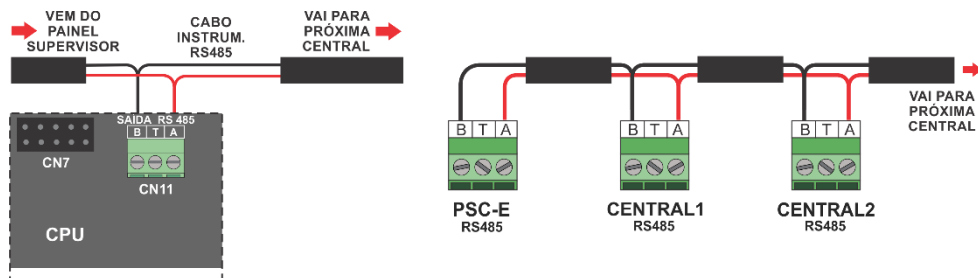 VEM DO
PAINEL
SUPERVISOR
CABO
INSTRUM.
RS485
VAI PARA
PRÓXIMA
CENTRAL
SAÍDA RS 485
B T A
CN7
CN11
CPU
B T A
PSC-E
RS485
B T A
CENTRAL1
RS485
B T A
CENTRAL2
RS485
VAI PARA
PRÓXIMA
CENTRAL